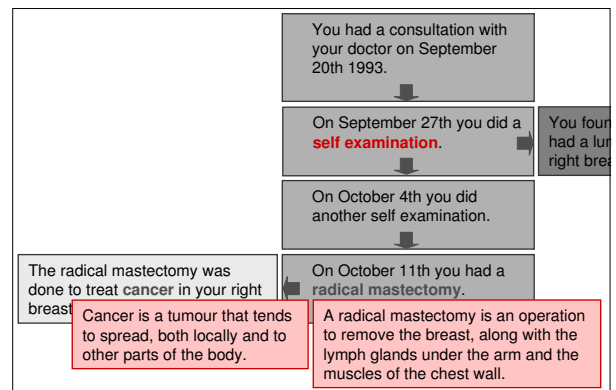 You had a consultation with
your doctor on September
20th 1993.
On September 27th you did a
self examination.
You foun
had a lu
right brea
On October 4th you did
another self examination.
The radical mastectomy was
done to treat cancer in your right
breast
On October 11th you had a
radical mastectomy.
Cancer is a tumour that tends
to spread, both locally and to
other parts of the body.
A radical mastectomy is an operation
to remove the breast, along with the
lymph glands under the arm and the
muscles of the chest wall.